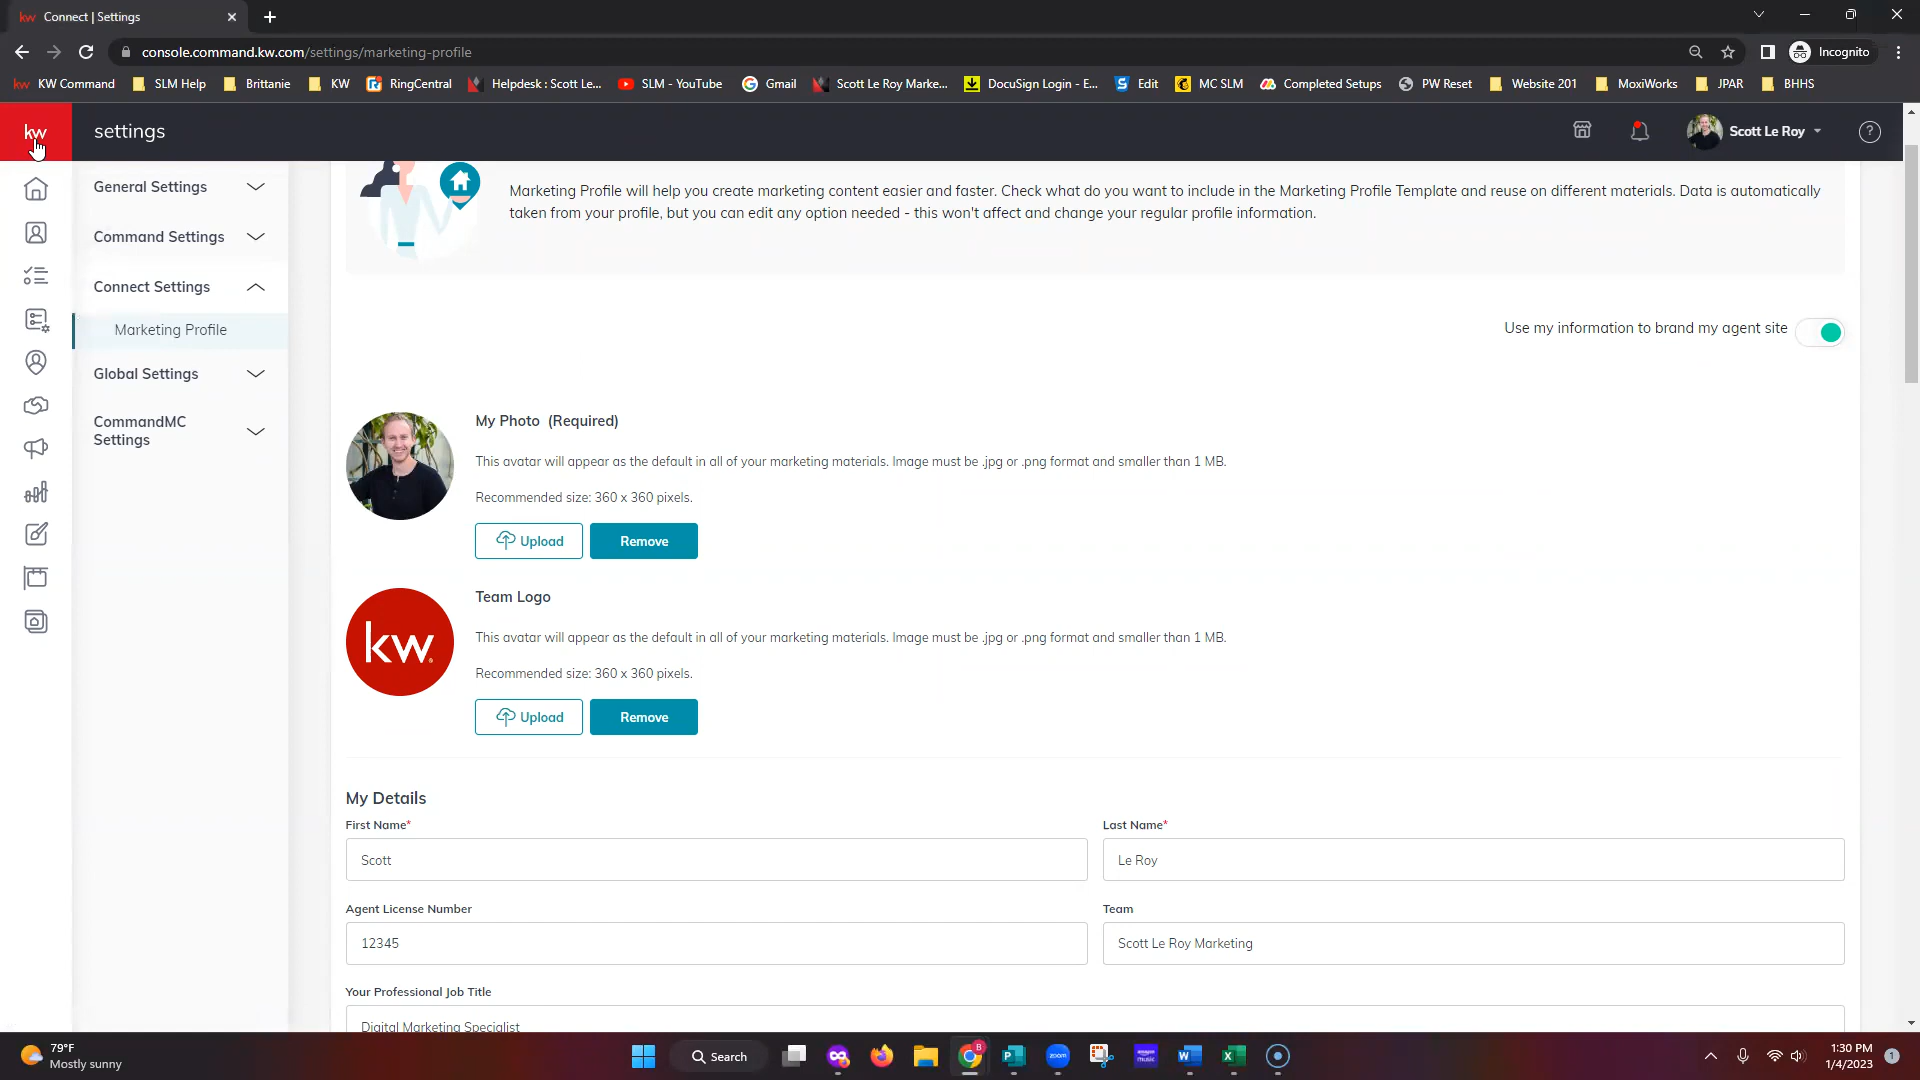 kw Connect | Settings
console.command.kw.com/settings/marketing-profile
Incognito
kw KW Command
SLM Help
Brittanie
KW
RingCentral
Helpdesk : Scott Le...
SLM - YouTube
Gmail
Scott Le Roy Marke...
DocuSign Login - E...
Edit
MC SLM
Completed Setups
PW Reset
Website 201
MoxiWorks
JPAR
BHHS
kw
settings
Scott Le Roy
?
General Settings
Command Settings
Connect Settings
Marketing Profile
Global Settings
CommandMC
Settings
Marketing Profile will help you create marketing content easier and faster. Check what do you want to include in the Marketing Profile Template and reuse on different materials. Data is automatically
taken from your profile, but you can edit any option needed - this won't affect and change your regular profile information.
Use my information to brand my agent site
My Photo (Required)
This avatar will appear as the default in all of your marketing materials. Image must be .jpg or .png format and smaller than 1 MB.
Recommended size: 360 x 360 pixels.
Upload
Remove
kw.
Team Logo
This avatar will appear as the default in all of your marketing materials. Image must be .jpg or .png format and smaller than 1 MB.
Recommended size: 360 x 360 pixels.
Upload
Remove
My Details
First Name*
Last Name*
Scott
Le Roy
Agent License Number
Team
12345
Scott Le Roy Marketing
Your Professional Job Title
Digital Marketing Specialist
79°F
Mostly sunny
Search
zoom
1:30 PM
1/4/2023
1